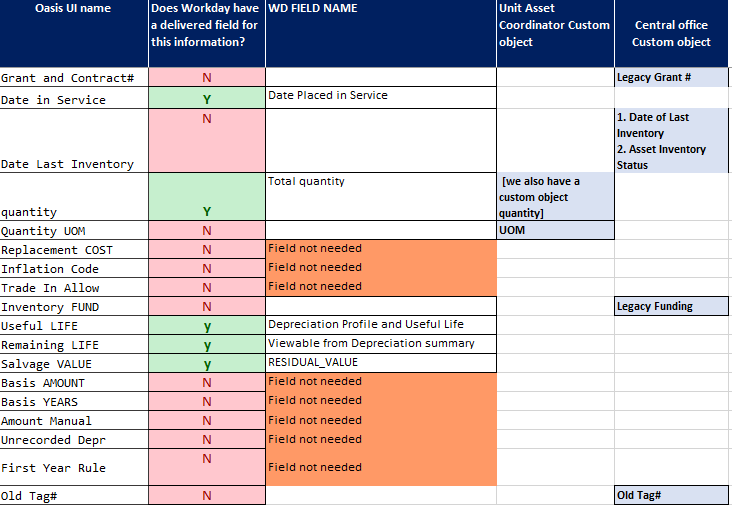 Oasis UI name
Does Workday have
a delivered field for
this information?
WD FIELD NAME
Unit Asset
Coordinator Custom
object
Central office
Custom object
Grant and Contract#
N
Legacy Grant #
Date in Service
Y
Date Placed in Service
Date Last Inventory
N
1. Date of Last
Inventory
2. Asset Inventory
Status
quantity
Y
Total quantity
[we also have a
custom object
quantity]
Quantity UOM
N
UOM
Replacement COST
N
Field not needed
Inflation Code
N
Field not needed
Trade In Allow
N
Field not needed
Inventory FUND
N
Legacy Funding
Useful LIFE
y
Depreciation Profile and Useful Life
Remaining LIFE
y
Viewable from Depreciation summary
Salvage VALUE
y
RESIDUAL_VALUE
Basis AMOUNT
N
Field not needed
Basis YEARS
N
Field not needed
Amount Manual
N
Field not needed
Unrecorded Depr
N
Field not needed
First Year Rule
N
Field not needed
Old Tag#
N
Old Tag#